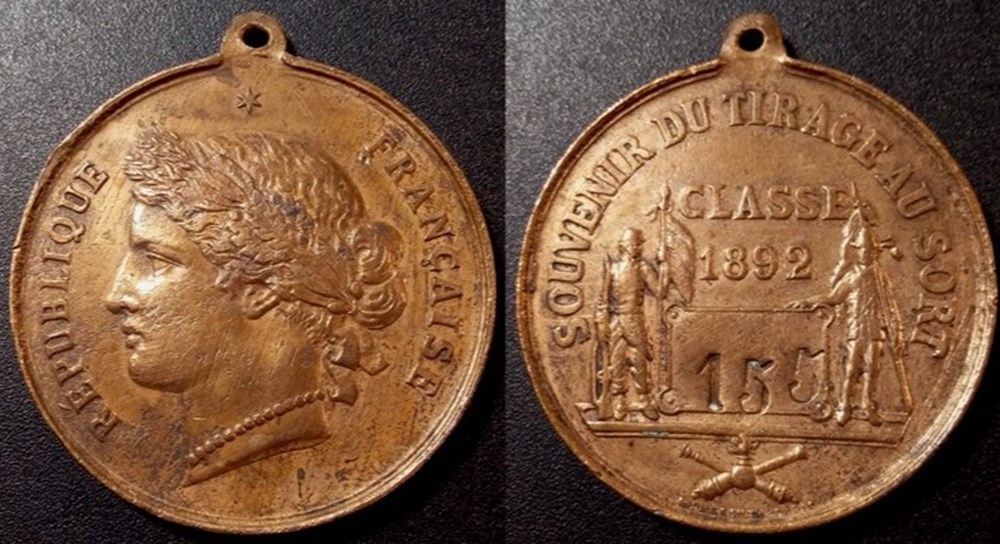 RÉPUBLIQUE FRANÇAISE
SOUVENIR DU TIRAGE AU SORT
CLASSE
1892
155